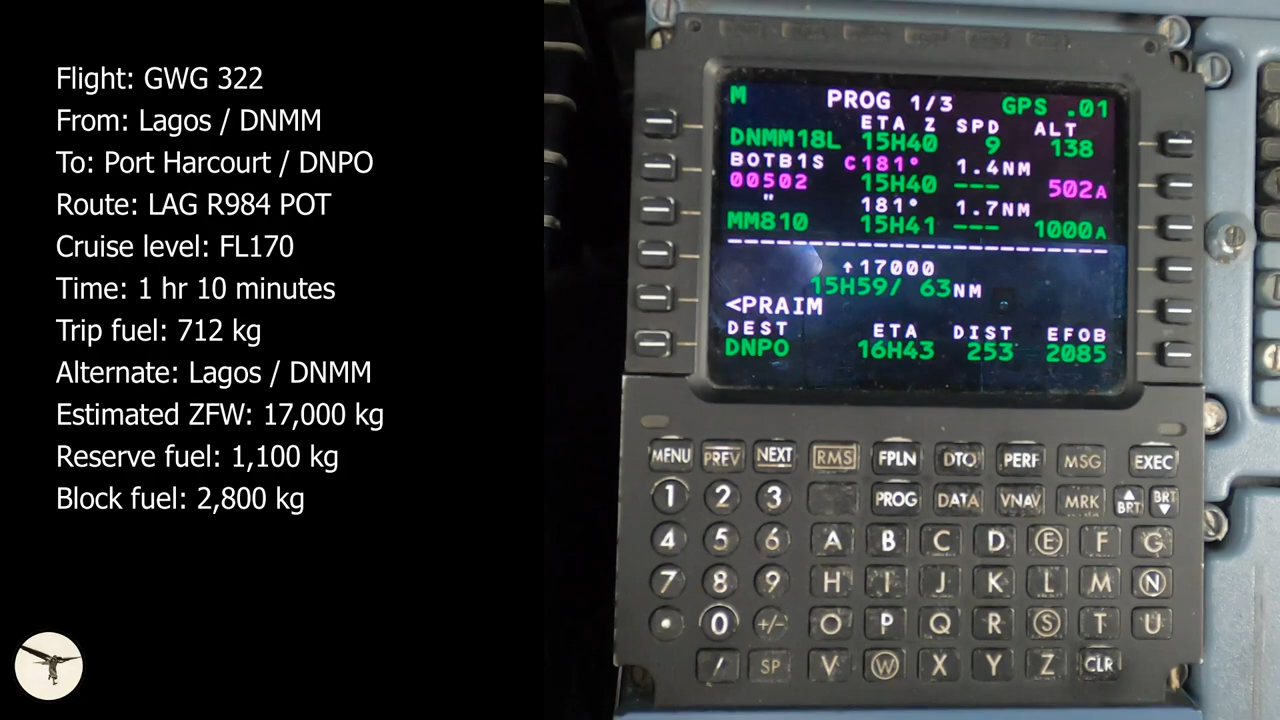 Flight: GWG 322
From: Lagos / DNMM
To: Port Harcourt / DNPO
Route: LAG R984 POT
Cruise level: FL170
Time: 1 hr 10 minutes
Trip fuel: 712 kg
Alternate: Lagos / DNMM
Estimated ZFW: 17,000 kg
Reserve fuel: 1,100 kg
Block fuel: 2,800 kg
M PROG 1/3 GPS .01
ETA Z SPD ALT
DNMM18L 15H40 9 138
BOTB1S C181° 1.4NM
00502 15H40 --- 502A
" 181° 1.7NM
MM810 15H41 --- 1000A
↑17000
15H59/ 63NM
<PRAIM
DEST ETA DIST EFOB
DNPO 16H43 253 2085
MENU PREV NEXT RMS FPLN DTO PERF MSG EXEC
1 2 3 PROG DATA VNAV MRK ▲ BRT BRT ▼
4 5 6 A B C D E F G
7 8 9 H I J K L M N
• 0 +/- O P Q R S T U
/ SP V W X Y Z CLR